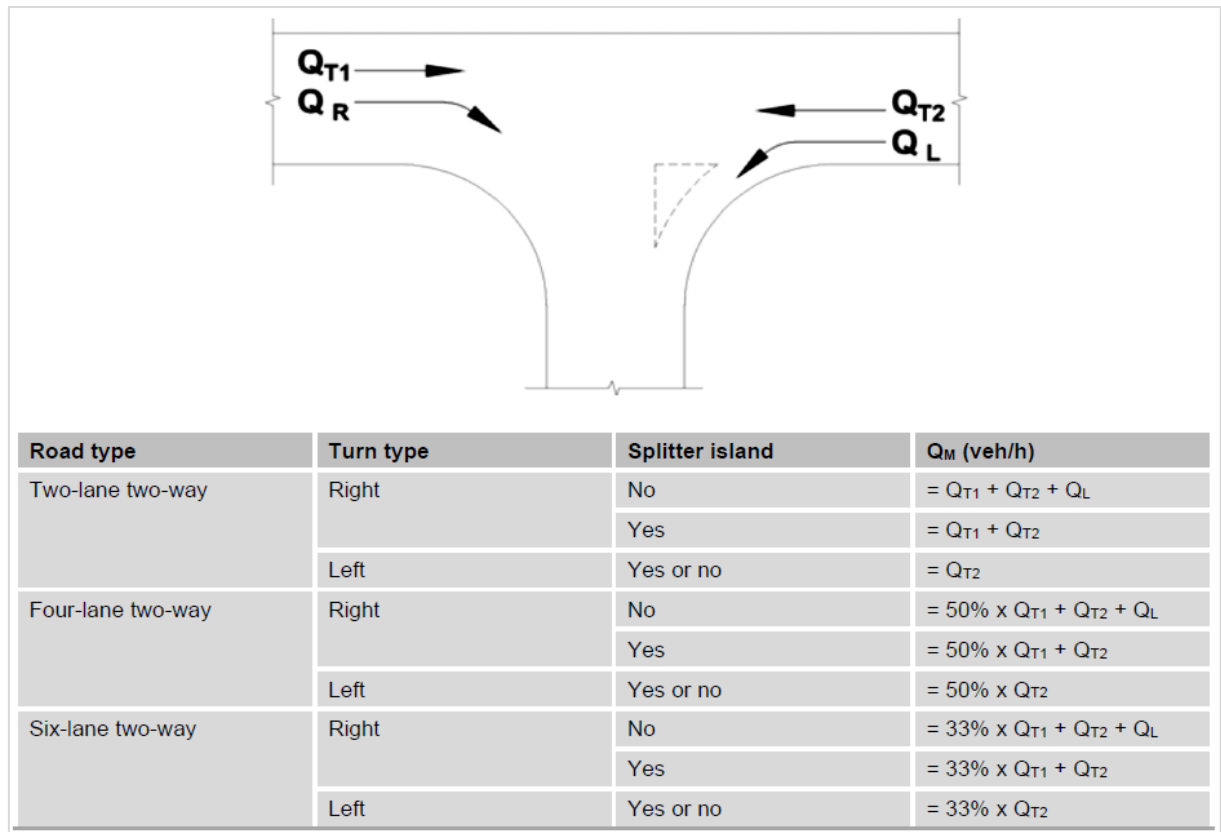 QT1
Q R
QT2
Q L
Road type Turn type Splitter island QM (veh/h)
Two-lane two-way Right No = QT1 + QT2 + QL
Yes = QT1 + QT2
Left Yes or no = QT2
Four-lane two-way Right No = 50% x QT1 + QT2 + QL
Yes = 50% x QT1 + QT2
Left Yes or no = 50% x QT2
Six-lane two-way Right No = 33% x QT1 + QT2 + QL
Yes = 33% x QT1 + QT2
Left Yes or no = 33% x QT2